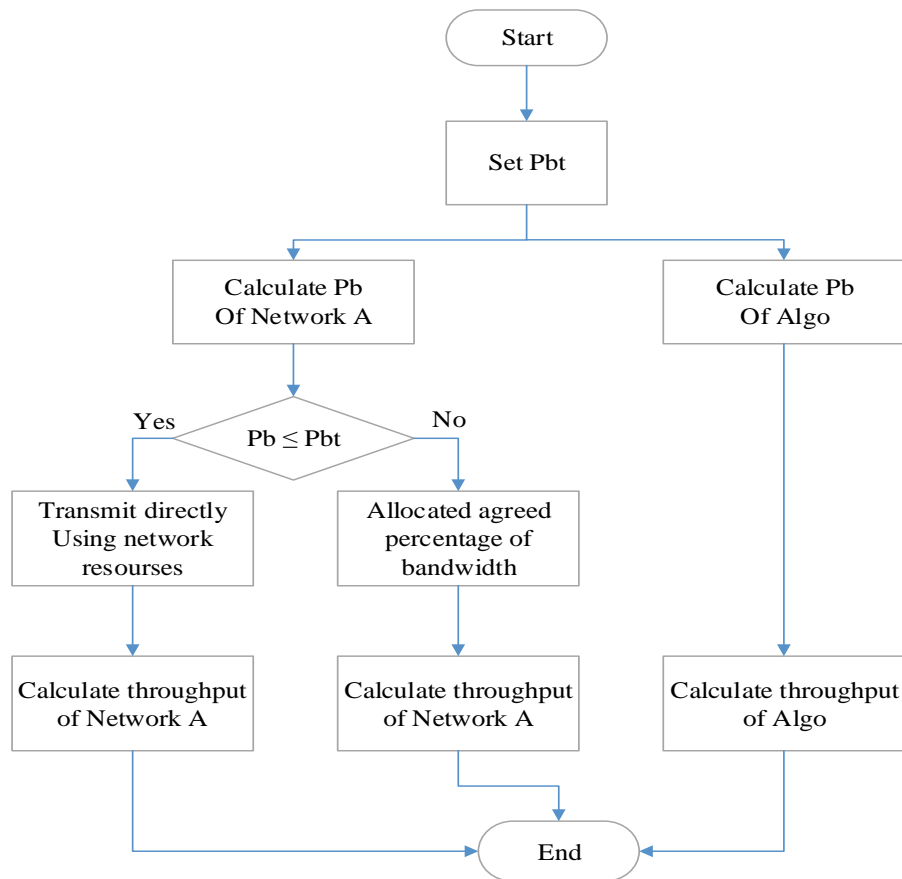 Start
Set Pbt
Calculate Pb
Of Network A
Calculate Pb
Of Algo
Yes
No
Pb ≤ Pbt
Transmit directly
Using network
resourses
Allocated agreed
percentage of
bandwidth
Calculate throughput
of Network A
Calculate throughput
of Network A
Calculate throughput
of Algo
End